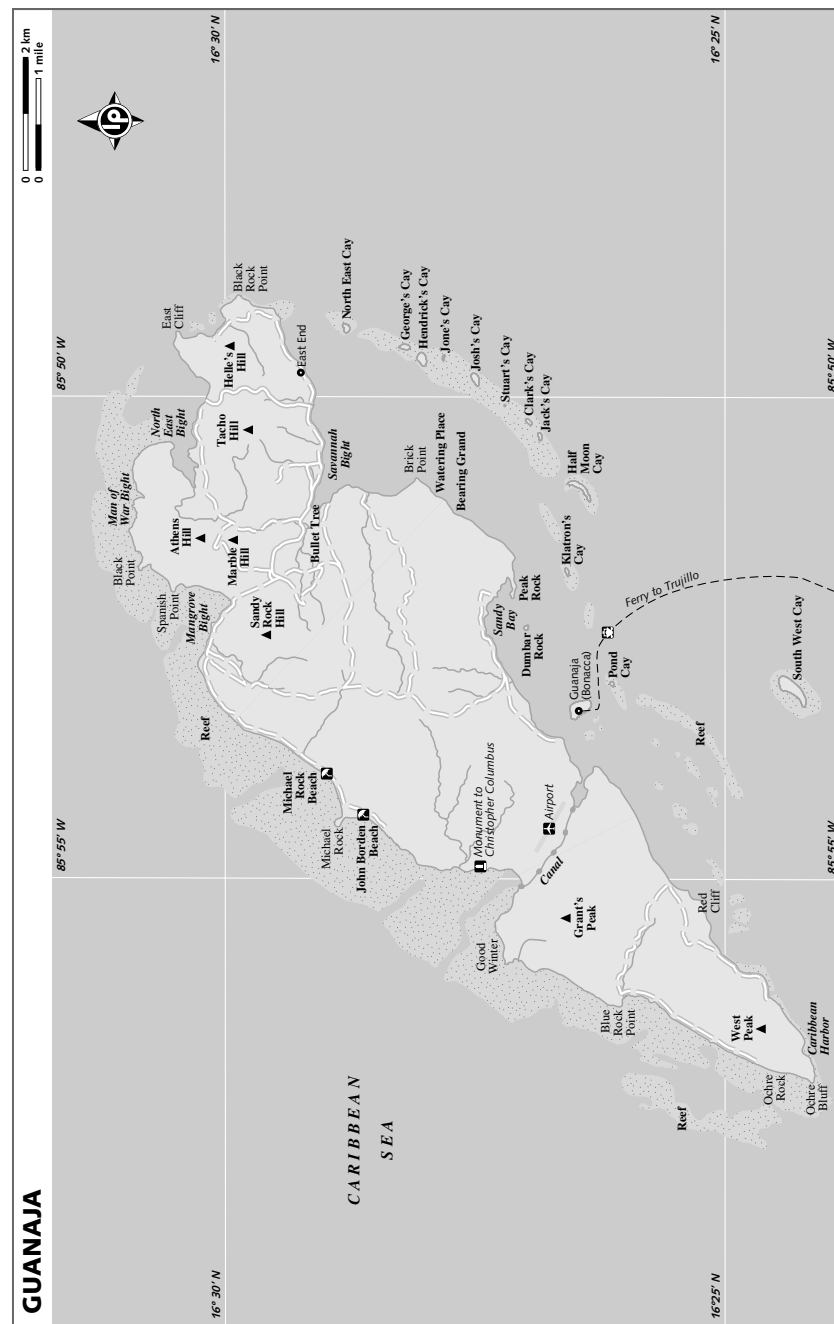 GUANAJA
0
2 km
0
1 mile
lp
85° 55' W
85° 50' W
16° 30' N
16° 30' N
Man of
War Bight
Black
Point
Spanish
Point
Mangrove
Bight
North
East
Bight
East
Cliff
Black
Rock
Point
Athens
Hill
Marble
Hill
Tacho
Hill
Helle's
Hill
East End
Sandy
Rock
Hill
Bullet Tree
Savannah
Bight
Reef
North East Cay
George's Cay
Hendrick's Cay
Jone's Cay
Josh's Cay
Stuart's Cay
Clark's Cay
Jack's Cay
Michael
Rock
Beach
Michael
Rock
John Borden
Beach
Brick
Point
Watering Place
Bearing Grand
CARIBBEAN
SEA
Monument to
Christopher Columbus
Good
Winter
Sandy
Bay
Peak
Rock
Dunbar
Rock
Half
Moon
Cay
Klatron's
Cay
Airport
Canal
Guanaja
(Bonacca)
Pond
Cay
Ferry to Trujillo
Grant's
Peak
Blue
Rock
Point
Red
Cliff
Reef
Reef
West
Peak
Ochre
Rock
Ochre
Bluff
Caribbean
Harbor
South West Cay
16° 25' N
16° 25' N
85° 55' W
85° 50' W